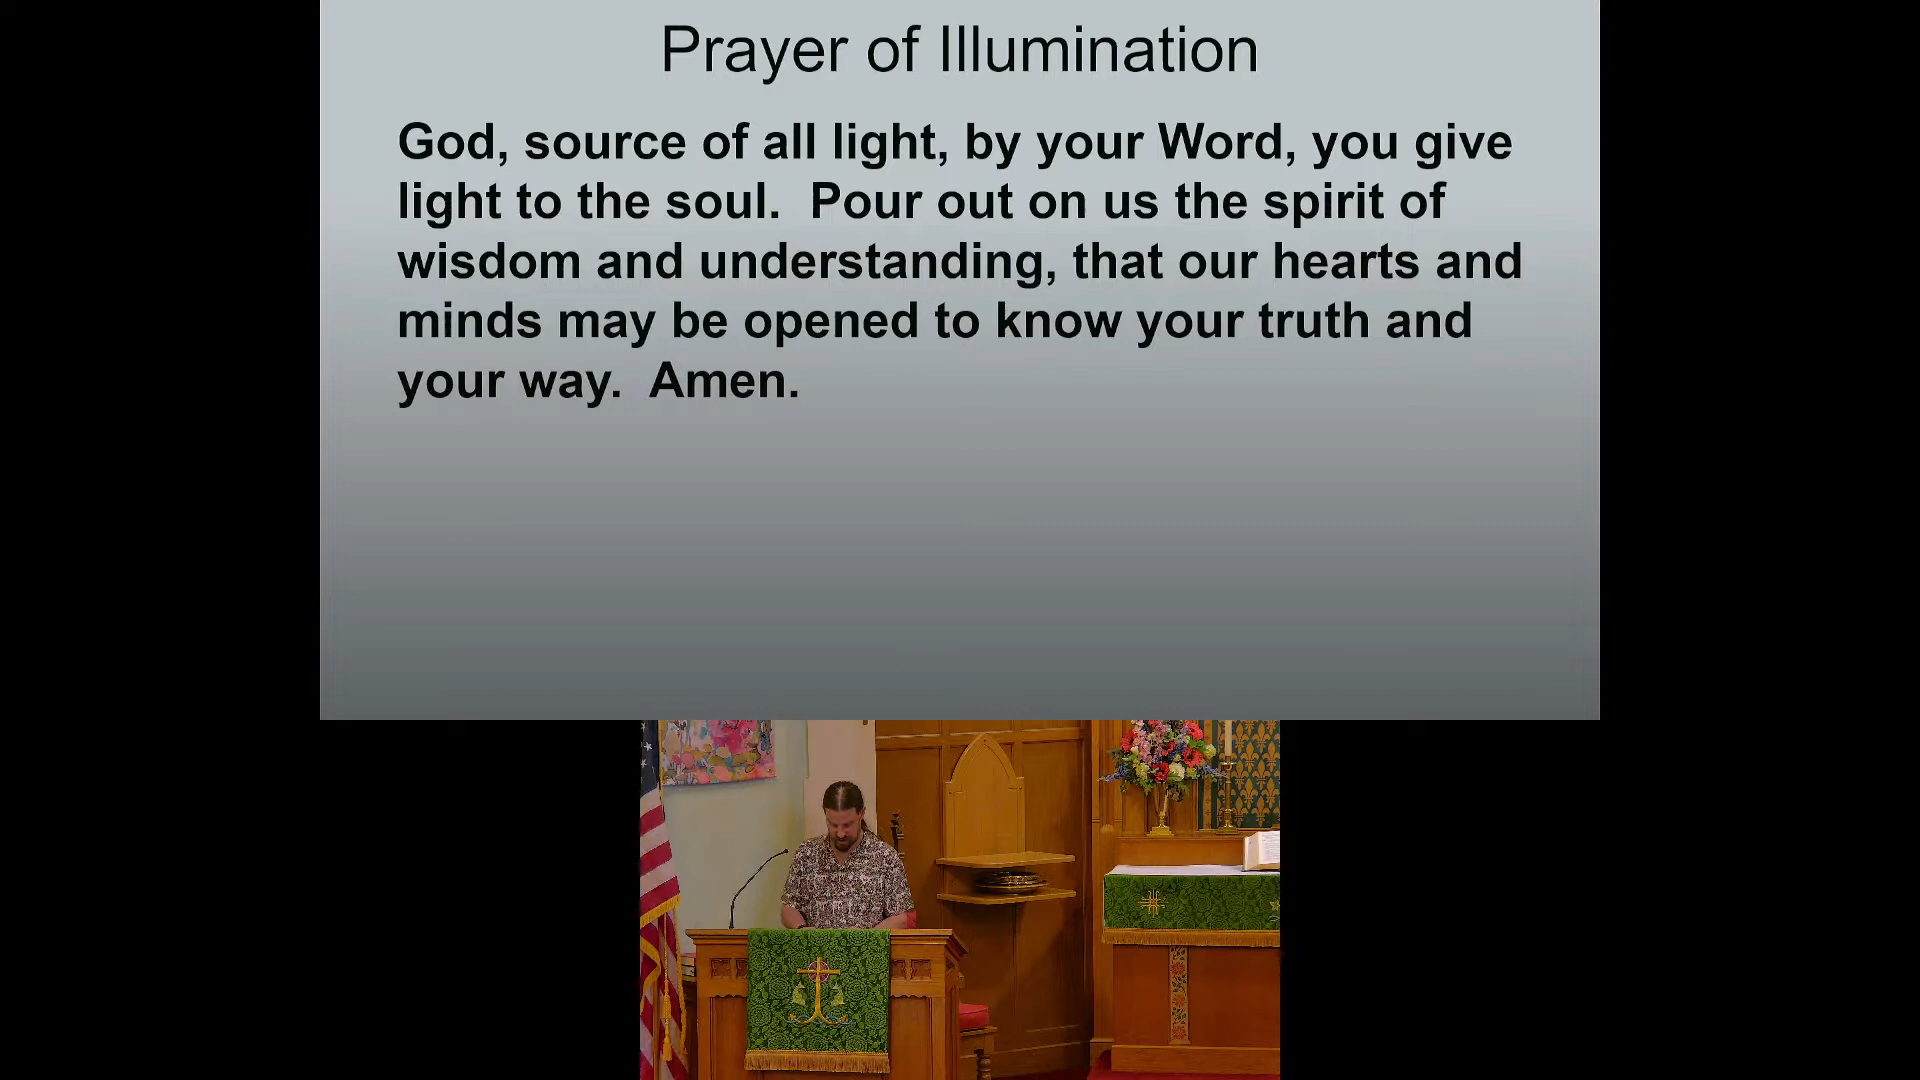 Prayer of Illumination
God, source of all light, by your Word, you give
light to the soul.  Pour out on us the spirit of
wisdom and understanding, that our hearts and
minds may be opened to know your truth and
your way.  Amen.